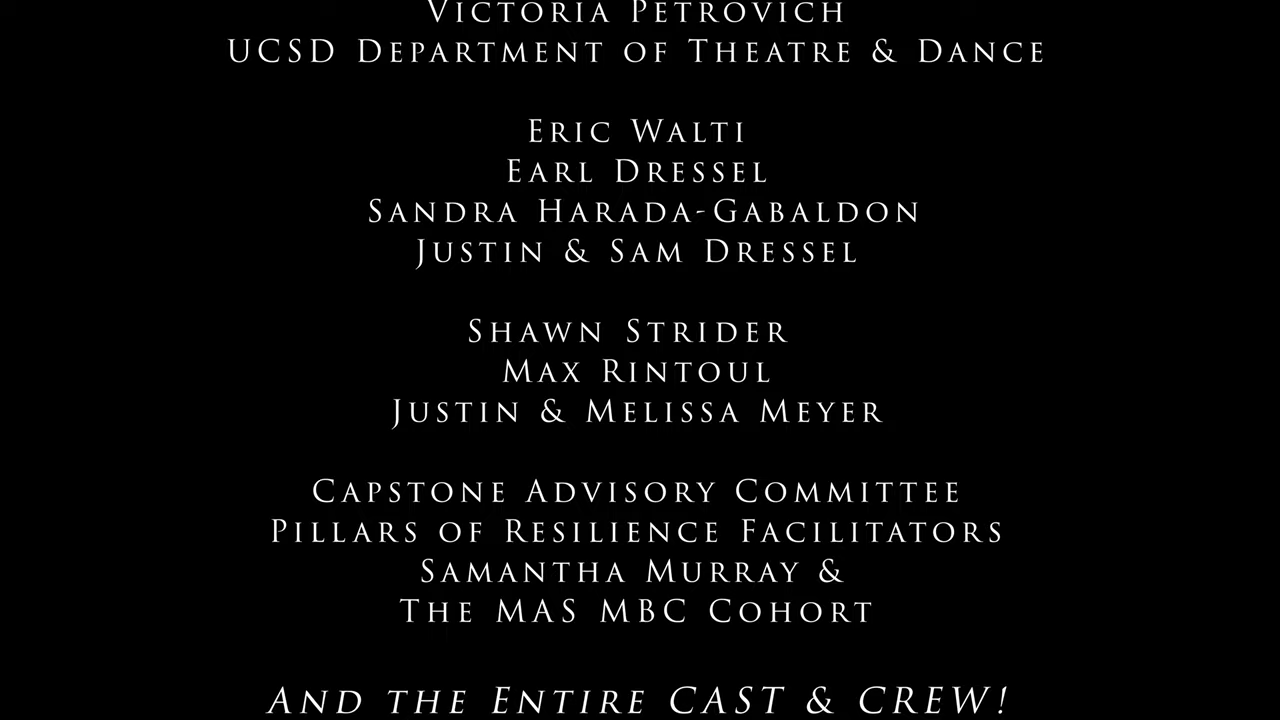 Victoria Petrovich
UCSD Department of Theatre & Dance
Eric Walti
Earl Dressel
Sandra Harada-Gabaldon
Justin & Sam Dressel
Shawn Strider
Max Rintoul
Justin & Melissa Meyer
Capstone Advisory Committee
Pillars of Resilience Facilitators
Samantha Murray &
The MAS MBC Cohort
And the Entire CAST & CREW!